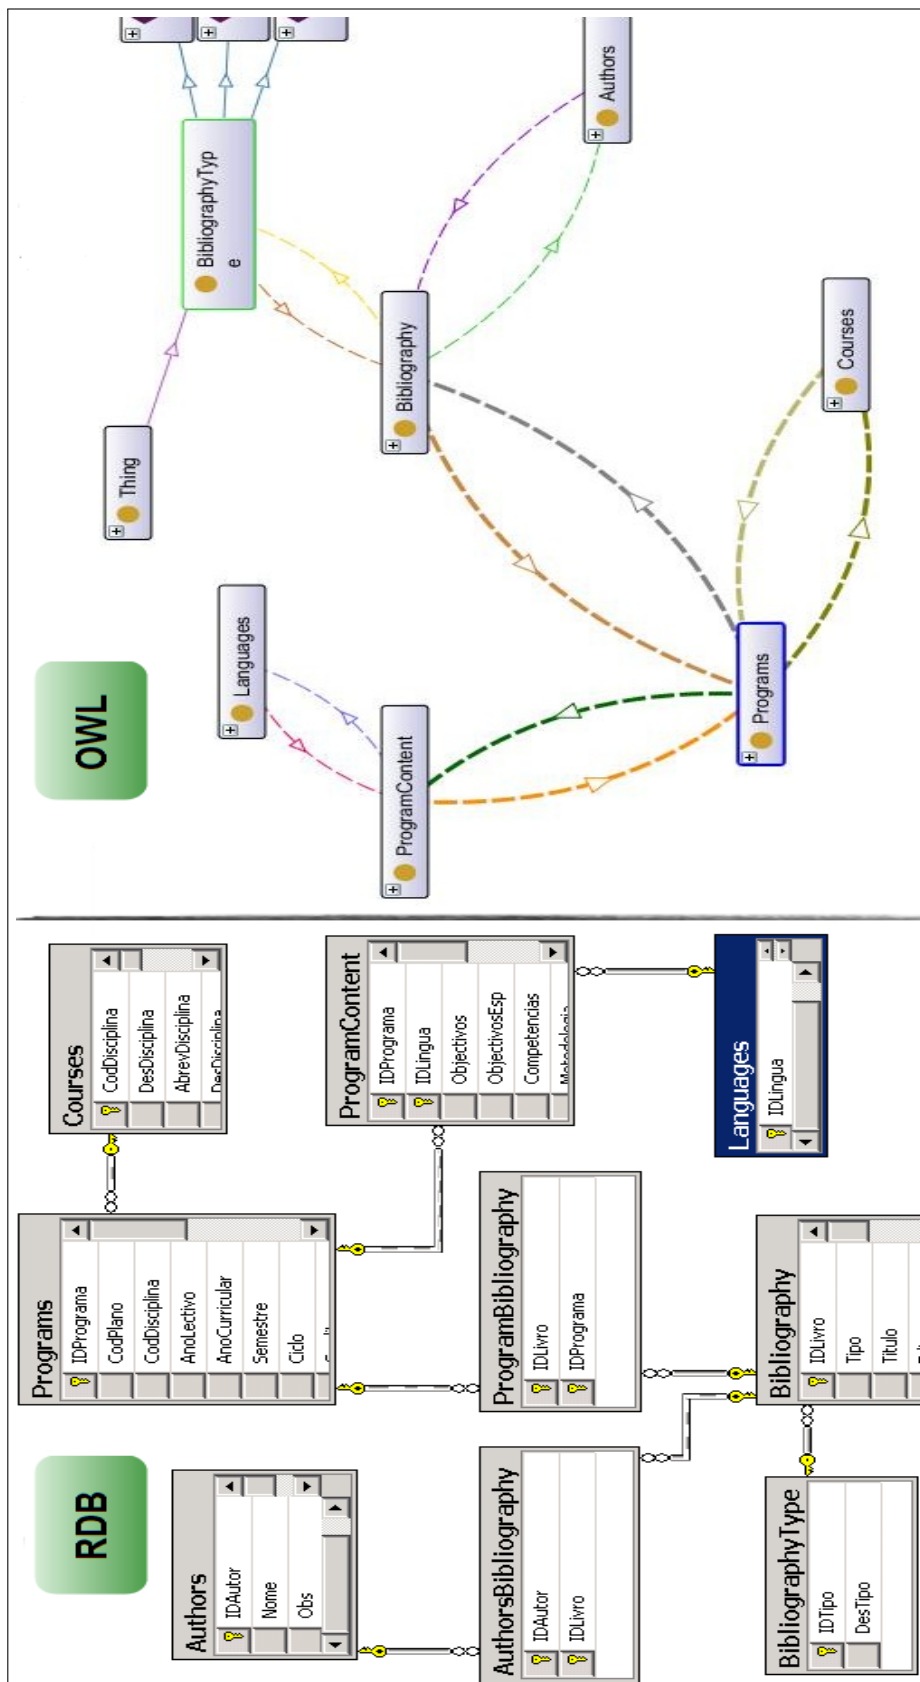 RDB
Authors
IDAutor
Nome
Obs
AuthorsBibliography
IDAutor
IDLivro
BibliographyType
IDTipo
DesTipo
Programs
IDPrograma
CodPlano
CodDisciplina
AnoLectivo
AnoCurricular
Semestre
Ciclo
ProgramBibliography
IDLivro
IDPrograma
Bibliography
IDLivro
Tipo
Titulo
Courses
CodDisciplina
DesDisciplina
AbrevDisciplina
DesDisciplina
ProgramContent
IDPrograma
IDLingua
Objectivos
ObjectivosEsp
Competencias
Metodologia
Languages
IDLingua
OWL
Thing
BibliographyTyp
e
Languages
ProgramContent
Bibliography
Authors
Programs
Courses